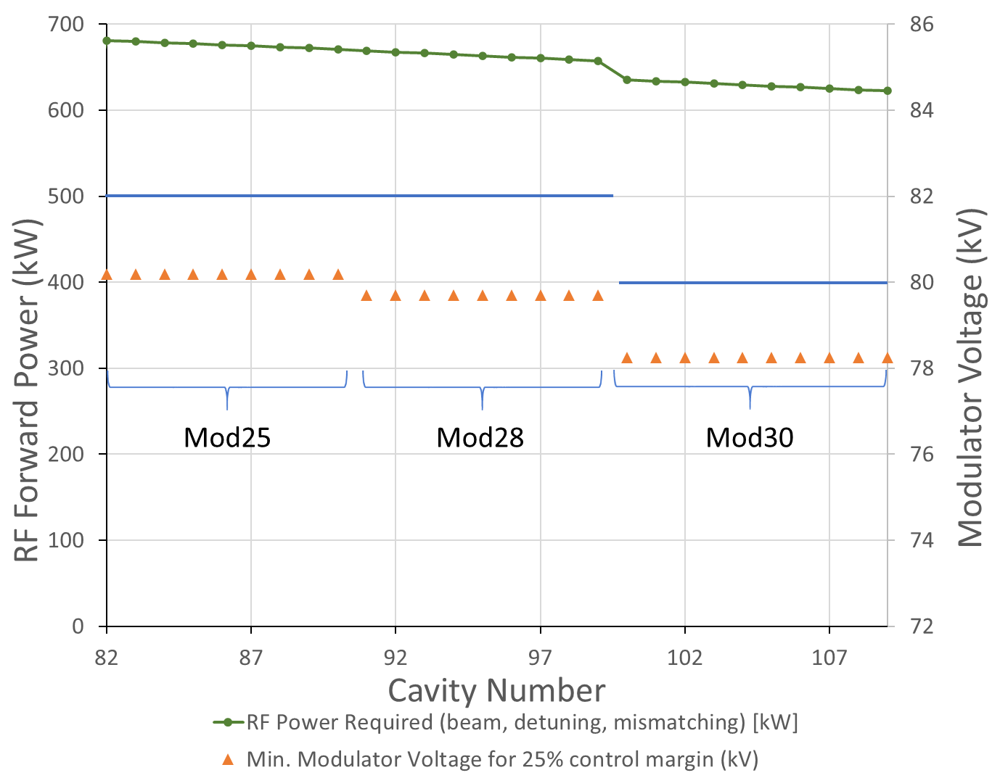 700
600
500
400
300
200
100
0
RF Forward Power (kW)
86
84
82
80
78
76
74
72
Modulator Voltage (kV)
Mod25
Mod28
Mod30
82
87
92
97
102
107
Cavity Number
RF Power Required (beam, detuning, mismatching) [kW]
Min. Modulator Voltage for 25% control margin (kV)